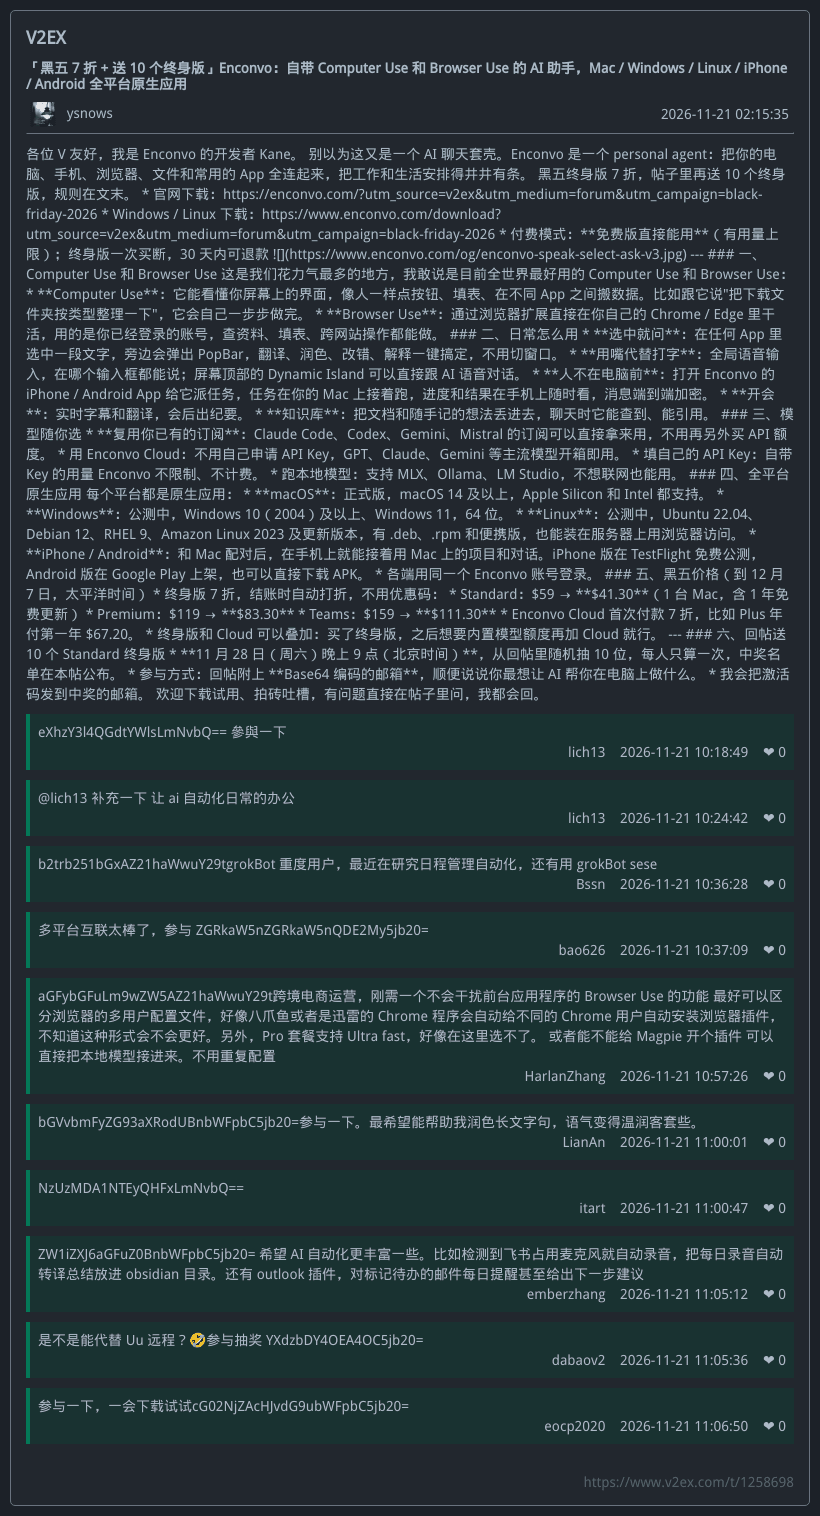 V2EX
「 黑五 7 折 + 送 10 个终身版 」Enconvo：自带 Computer Use 和 Browser Use 的 AI 助手，Mac / Windows / Linux / iPhone
/ Android 全平台原生应用
ysnows 2026-11-21 02:15:35
各位 V 友好，我是 Enconvo 的开发者 Kane。 别以为这又是一个 AI 聊天套壳。Enconvo 是一个 personal agent：把你的电
脑、手机、浏览器、文件和常用的 App 全连起来，把工作和生活安排得井井有条。 黑五终身版 7 折，帖子里再送 10 个终身
版，规则在文末。 * 官网下载：https://enconvo.com/?utm_source=v2ex&utm_medium=forum&utm_campaign=black-
friday-2026 * Windows / Linux 下载：https://www.enconvo.com/download?
utm_source=v2ex&utm_medium=forum&utm_campaign=black-friday-2026 * 付费模式：**免费版直接能用**（ 有用量上
限 ）；终身版一次买断，30 天内可退款 ![](https://www.enconvo.com/og/enconvo-speak-select-ask-v3.jpg) --- ### 一、
Computer Use 和 Browser Use 这是我们花力气最多的地方，我敢说是目前全世界最好用的 Computer Use 和 Browser Use：
* **Computer Use**：它能看懂你屏幕上的界面，像人一样点按钮、填表、在不同 App 之间搬数据。比如跟它说"把下载文
件夹按类型整理一下"，它会自己一步步做完。 * **Browser Use**：通过浏览器扩展直接在你自己的 Chrome / Edge 里干
活，用的是你已经登录的账号，查资料、填表、跨网站操作都能做。 ### 二、日常怎么用 * **选中就问**：在任何 App 里
选中一段文字，旁边会弹出 PopBar，翻译、润色、改错、解释一键搞定，不用切窗口。 * **用嘴代替打字**：全局语音输
入，在哪个输入框都能说；屏幕顶部的 Dynamic Island 可以直接跟 AI 语音对话。 * **人不在电脑前**：打开 Enconvo 的
iPhone / Android App 给它派任务，任务在你的 Mac 上接着跑，进度和结果在手机上随时看，消息端到端加密。 * **开会
**：实时字幕和翻译，会后出纪要。 * **知识库**：把文档和随手记的想法丢进去，聊天时它能查到、能引用。 ### 三、模
型随你选 * **复用你已有的订阅**：Claude Code、Codex、Gemini、Mistral 的订阅可以直接拿来用，不用再另外买 API 额
度。 * 用 Enconvo Cloud：不用自己申请 API Key，GPT、Claude、Gemini 等主流模型开箱即用。 * 填自己的 API Key：自带
Key 的用量 Enconvo 不限制、不计费。 * 跑本地模型：支持 MLX、Ollama、LM Studio，不想联网也能用。 ### 四、全平台
原生应用 每个平台都是原生应用： * **macOS**：正式版，macOS 14 及以上，Apple Silicon 和 Intel 都支持。 *
**Windows**：公测中，Windows 10（ 2004 ）及以上、Windows 11，64 位。 * **Linux**：公测中，Ubuntu 22.04、
Debian 12、RHEL 9、Amazon Linux 2023 及更新版本，有 .deb、.rpm 和便携版，也能装在服务器上用浏览器访问。 *
**iPhone / Android**：和 Mac 配对后，在手机上就能接着用 Mac 上的项目和对话。iPhone 版在 TestFlight 免费公测，
Android 版在 Google Play 上架，也可以直接下载 APK。 * 各端用同一个 Enconvo 账号登录。 ### 五、黑五价格（ 到 12 月
7 日，太平洋时间 ） * 终身版 7 折，结账时自动打折，不用优惠码： * Standard：$59 → **$41.30**（ 1 台 Mac，含 1 年免
费更新 ） * Premium：$119 → **$83.30** * Teams：$159 → **$111.30** * Enconvo Cloud 首次付款 7 折，比如 Plus 年
付第一年 $67.20。 * 终身版和 Cloud 可以叠加：买了终身版，之后想要内置模型额度再加 Cloud 就行。 --- ### 六、回帖送
10 个 Standard 终身版 * **11 月 28 日（ 周六 ）晚上 9 点（ 北京时间 ）**，从回帖里随机抽 10 位，每人只算一次，中奖名
单在本帖公布。 * 参与方式：回帖附上 **Base64 编码的邮箱**，顺便说说你最想让 AI 帮你在电脑上做什么。 * 我会把激活
码发到中奖的邮箱。 欢迎下载试用、拍砖吐槽，有问题直接在帖子里问，我都会回。
eXhzY3l4QGdtYWlsLmNvbQ== 參與一下
lich13 2026-11-21 10:18:49 ❤ 0
@lich13 补充一下 让 ai 自动化日常的办公
lich13 2026-11-21 10:24:42 ❤ 0
b2trb251bGxAZ21haWwuY29tgrokBot 重度用户，最近在研究日程管理自动化，还有用 grokBot sese
Bssn 2026-11-21 10:36:28 ❤ 0
多平台互联太棒了，参与 ZGRkaW5nZGRkaW5nQDE2My5jb20=
bao626 2026-11-21 10:37:09 ❤ 0
aGFybGFuLm9wZW5AZ21haWwuY29t跨境电商运营，刚需一个不会干扰前台应用程序的 Browser Use 的功能 最好可以区
分浏览器的多用户配置文件，好像八爪鱼或者是迅雷的 Chrome 程序会自动给不同的 Chrome 用户自动安装浏览器插件，
不知道这种形式会不会更好。另外，Pro 套餐支持 Ultra fast，好像在这里选不了。 或者能不能给 Magpie 开个插件 可以
直接把本地模型接进来。不用重复配置
HarlanZhang 2026-11-21 10:57:26 ❤ 0
bGVvbmFyZG93aXRodUBnbWFpbC5jb20=参与一下。最希望能帮助我润色长文字句，语气变得温润客套些。
LianAn 2026-11-21 11:00:01 ❤ 0
NzUzMDA1NTEyQHFxLmNvbQ==
itart 2026-11-21 11:00:47 ❤ 0
ZW1iZXJ6aGFuZ0BnbWFpbC5jb20= 希望 AI 自动化更丰富一些。比如检测到飞书占用麦克风就自动录音，把每日录音自动
转译总结放进 obsidian 目录。还有 outlook 插件，对标记待办的邮件每日提醒甚至给出下一步建议
emberzhang 2026-11-21 11:05:12 ❤ 0
是不是能代替 Uu 远程？🤣参与抽奖 YXdzbDY4OEA4OC5jb20=
dabaov2 2026-11-21 11:05:36 ❤ 0
参与一下，一会下载试试cG02NjZAcHJvdG9ubWFpbC5jb20=
eocp2020 2026-11-21 11:06:50 ❤ 0
https://www.v2ex.com/t/1258698